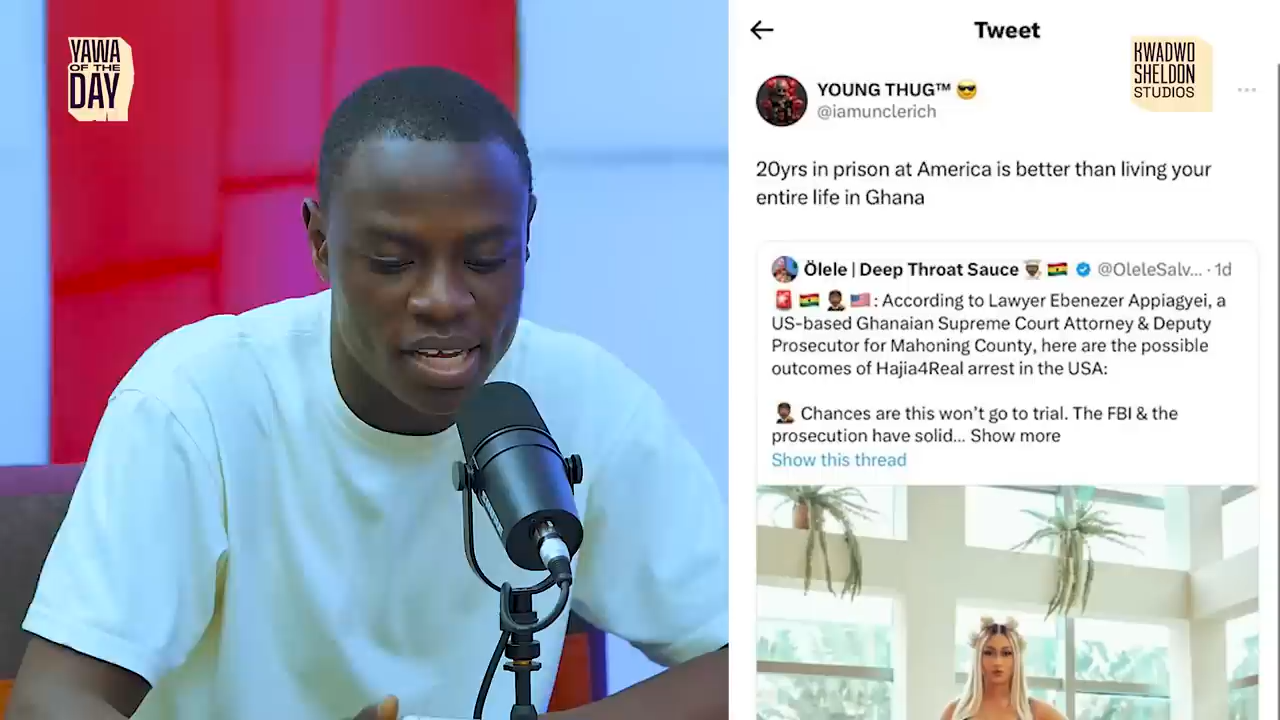 YAWA
OF THE
DAY
Tweet
KWADWO
SHELDON
STUDIOS
YOUNG THUG™ 😎
@iamunclerich
20yrs in prison at America is better than living your
entire life in Ghana
Ölele | Deep Throat Sauce 👨🏾‍🍳 🇬🇭 @OleleSalv... · 1d
🚨 🇬🇭 👨🏾‍🎓 🇺🇸 : According to Lawyer Ebenezer Appiagyei, a
US-based Ghanaian Supreme Court Attorney & Deputy
Prosecutor for Mahoning County, here are the possible
outcomes of Hajia4Real arrest in the USA:
👨🏾‍🎓 Chances are this won’t go to trial. The FBI & the
prosecution have solid... Show more
Show this thread